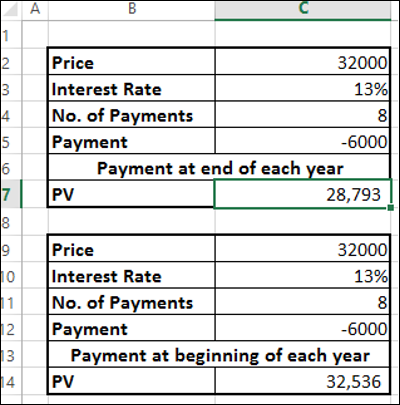 A B C
1
2 Price 32000
3 Interest Rate 13%
4 No. of Payments 8
5 Payment -6000
6 Payment at end of each year
7 PV 28,793
8
9 Price 32000
10 Interest Rate 13%
11 No. of Payments 8
12 Payment -6000
13 Payment at beginning of each year
14 PV 32,536